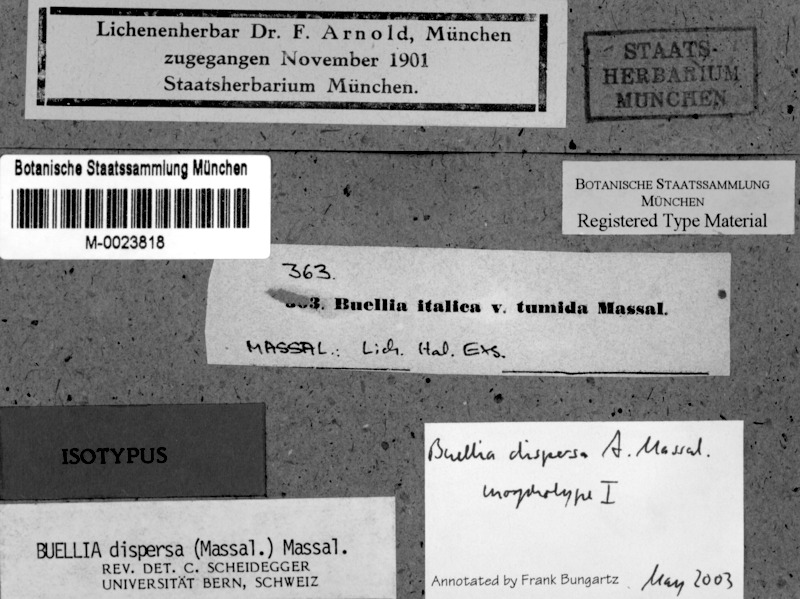 Lichenenherbar Dr. F. Arnold, München
zugegangen November 1901
Staatsherbarium München.
STAATS-
HERBARIUM
MÜNCHEN
Botanische Staatssammlung München
M-0023818
BOTANISCHE STAATSSAMMLUNG
MÜNCHEN
Registered Type Material
363.
363. Buellia italica v. tumida Massal.
MASSAL.: Lich. Ital. Exs.
ISOTYPUS
BUELLIA dispersa (Massal.) Massal.
REV. DET. C. SCHEIDEGGER
UNIVERSITÄT BERN, SCHWEIZ
Buellia dispersa A. Massal.
morphotype I
Annotated by Frank Bungartz May 2003